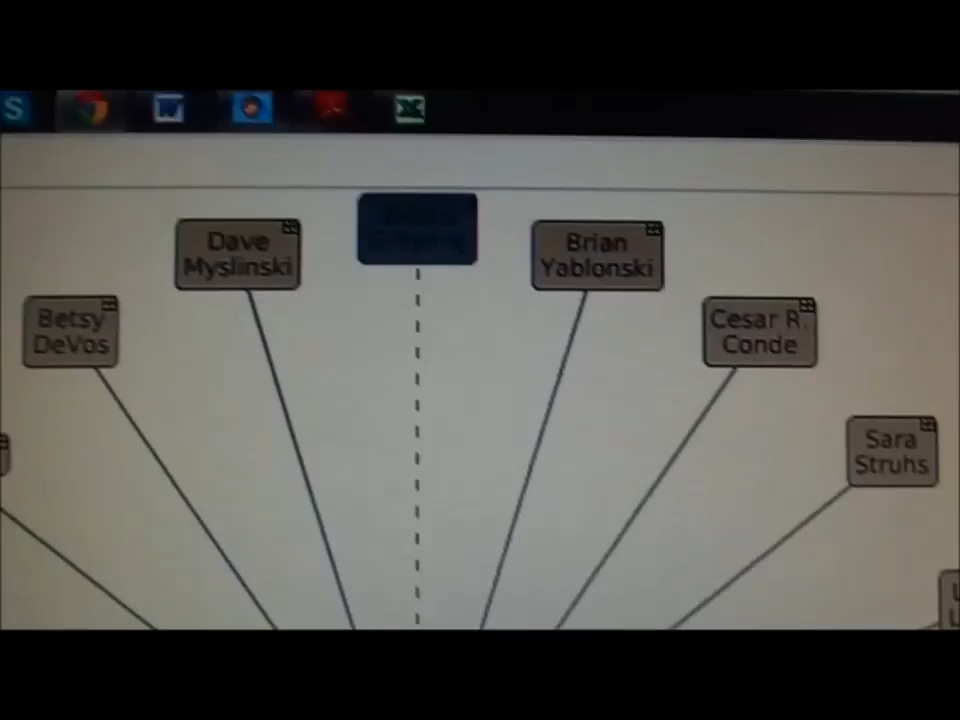 Dave
Myslinski
Brian
Yablonski
Betsy
DeVos
Cesar R.
Conde
Sara
Struhs